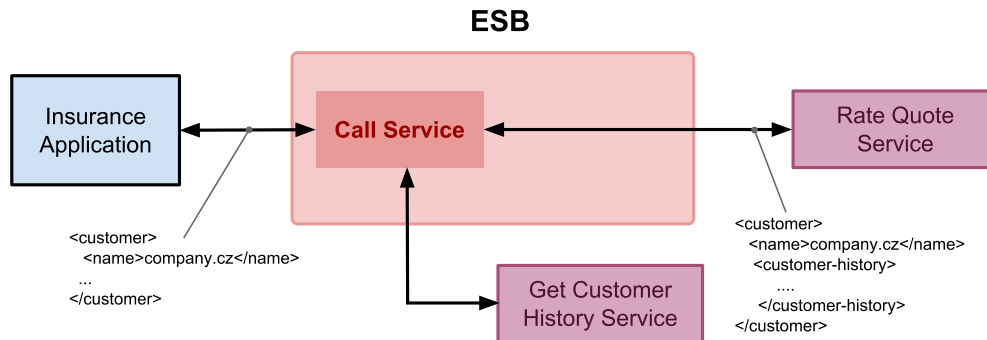 ESB
Insurance
Application
Call Service
Rate Quote
Service
<customer>
<name>company.cz</name>
...
</customer>
Get Customer
History Service
<customer>
<name>company.cz</name>
<customer-history>
....
</customer-history>
</customer>